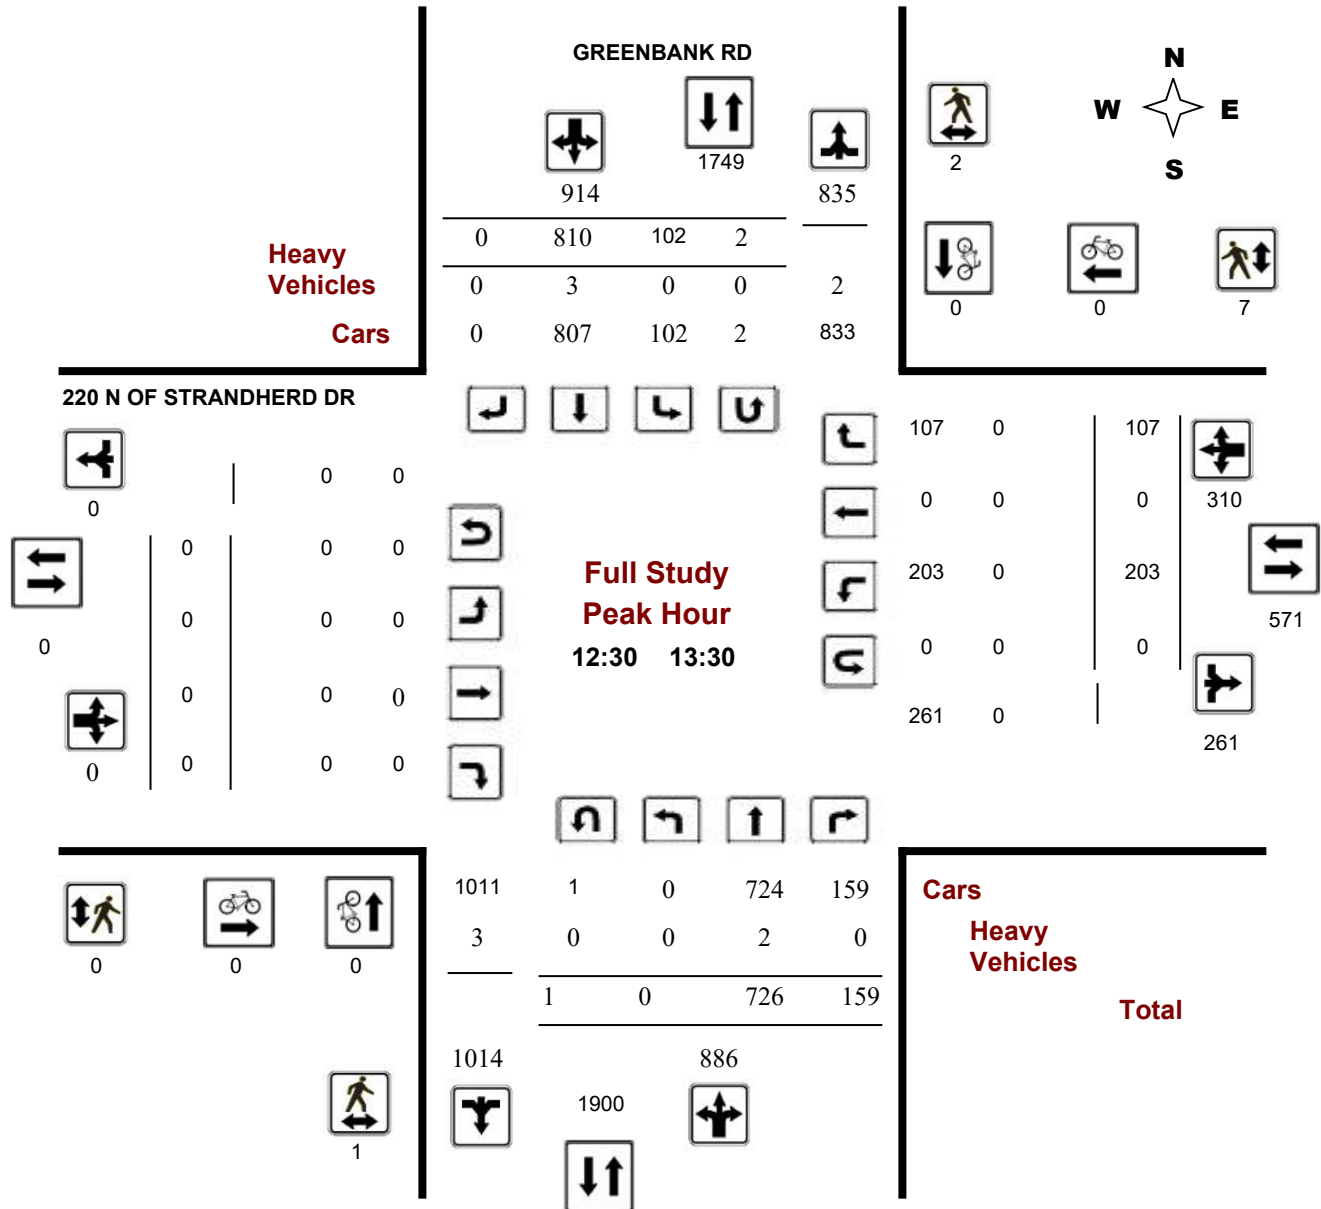 GREENBANK RD
N
W E
S
1749
2
914 835
0 810 102 2
Heavy
Vehicles
0 3 0 0 2
Cars
0 807 102 2 833
0 0 7
220 N OF STRANDHERD DR
107 0 107
0 0
0
0 0 0 310
0 0 0
Full Study
Peak Hour
12:30 13:30
203 0 203
571
0 0 0
0
0 0 0
0 0 0
261 0
261
0
0 0 0
1011 1 0 724 159
Cars
3 0 0 2 0
Heavy
Vehicles
0 0 0
1 0 726 159
Total
1014 886
1900
1